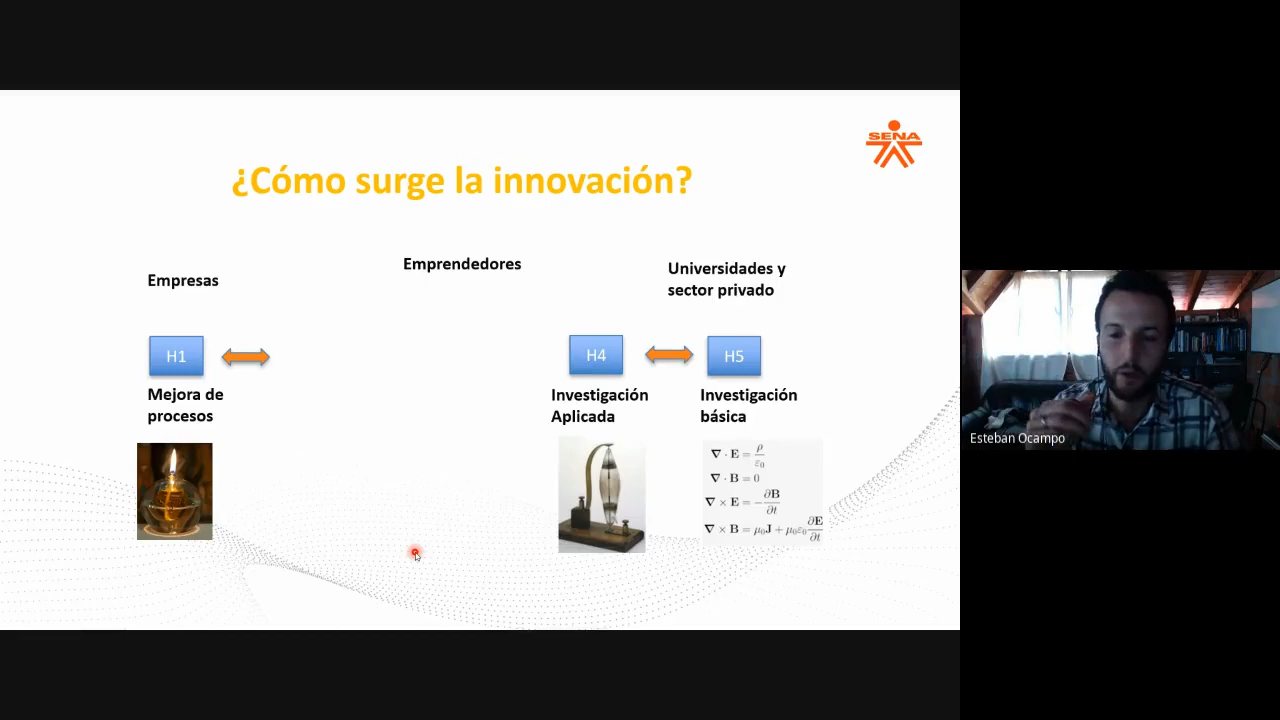 SENA
¿Cómo surge la innovación?
Empresas
Emprendedores
Universidades y
sector privado
H1
H4
H5
Mejora de
procesos
Investigación
Aplicada
Investigación
básica
∇ · E = ρ/ε₀
∇ · B = 0
∇ × E = −∂B/∂t
∇ × B = μ₀J + μ₀ε₀∂E/∂t
Esteban Ocampo